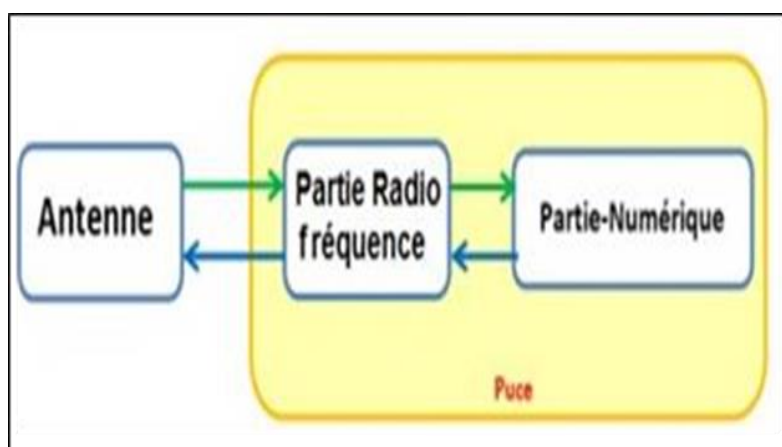 Antenne
Partie Radio
fréquence
Partie-Numérique
Puce